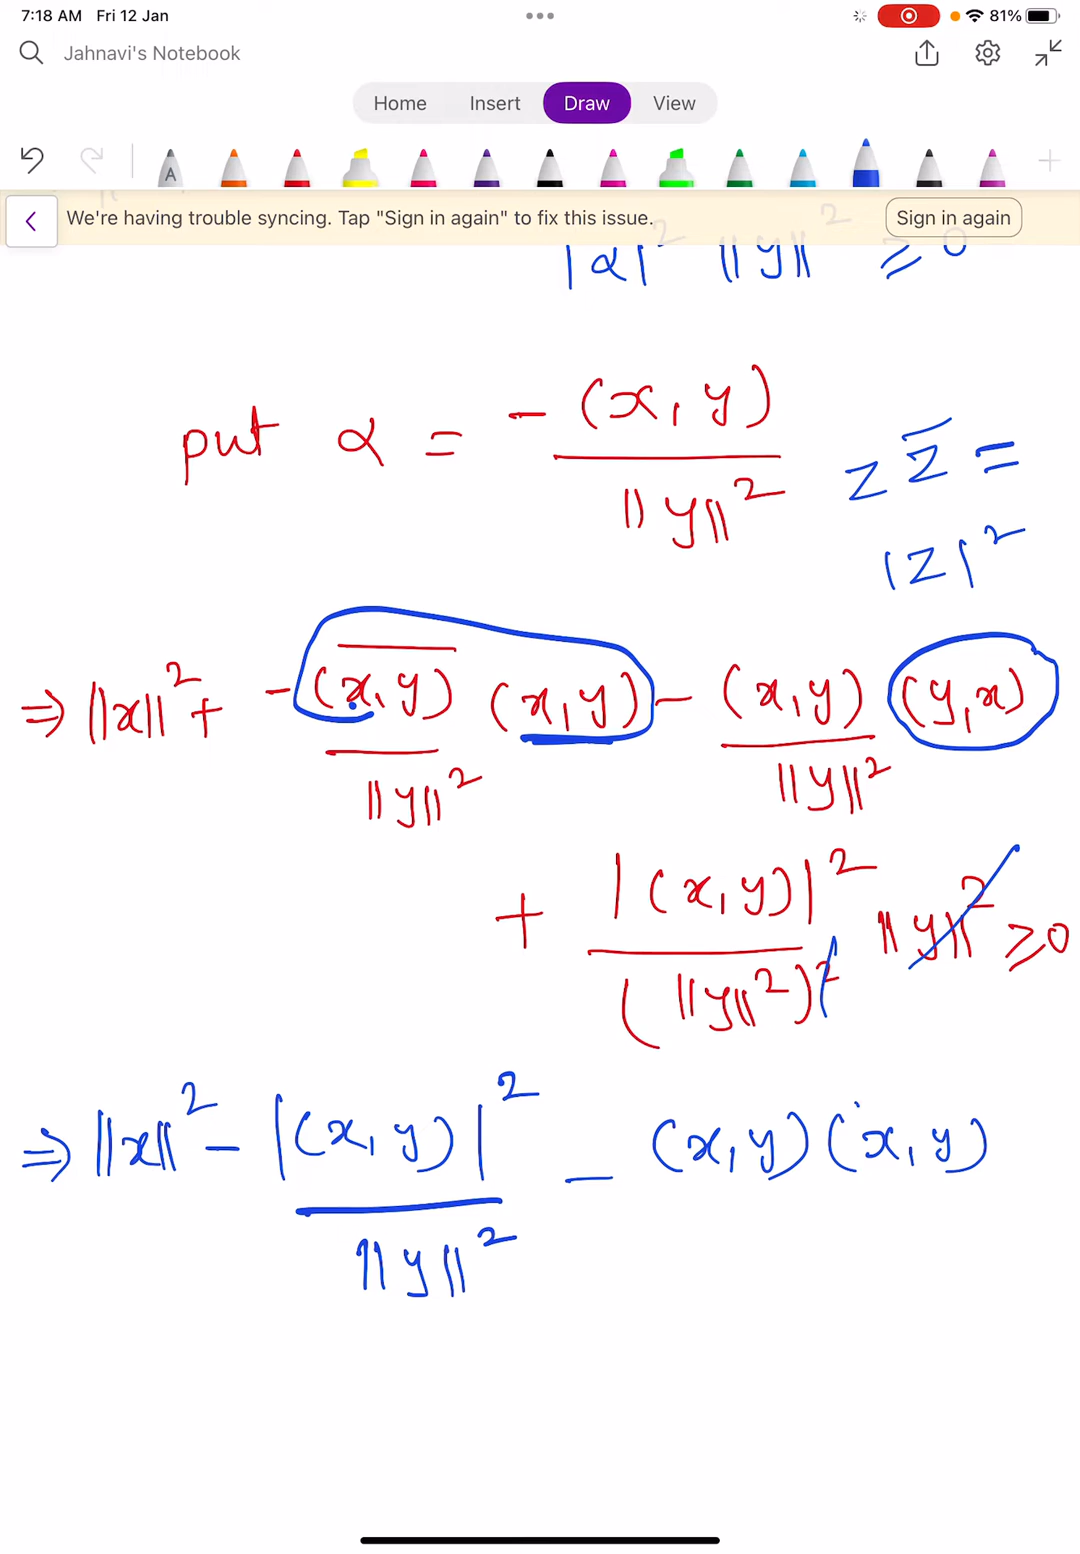 7:18 AM Fri 12 Jan
81%
Jahnavi's Notebook
Home Insert Draw View
A
We're having trouble syncing. Tap "Sign in again" to fix this issue. Sign in again
|α|² ||y||² ≥ 0
put α = -(x,y) / ||y||²
z z̅ =
|z|²
⇒ ||x||² + -(x,y)̅ / ||y||² (x,y) - (x,y) / ||y||² (y,x)
+ |(x,y)|² / (||y||²)² ||y||² ≥ 0
⇒ ||x||² - |(x,y)|² / ||y||² - (x,y)(x,y)